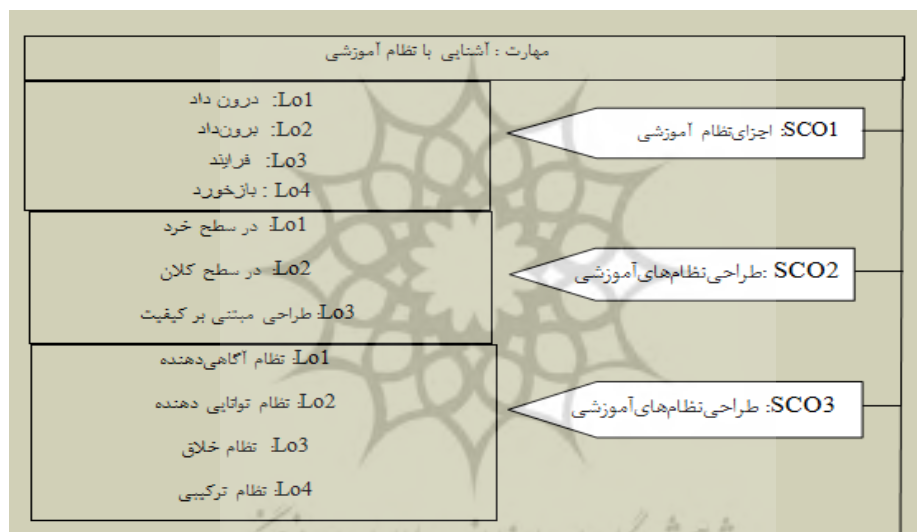 مهارت : آشنایی با نظام آموزشی
SCO1: اجزای‌نظام آموزشی
Lo1: درون داد
Lo2: برون‌داد
Lo3: فرایند
Lo4 : بازخورد
SCO2 :طراحی‌نظام‌های‌آموزشی
Lo1: در سطح خرد
Lo2: در سطح کلان
Lo3: طراحی مبتنی بر کیفیت
SCO3: طراحی‌نظام‌های‌آموزشی
Lo1: نظام آگاهی‌دهنده
Lo2: نظام توانایی دهنده
Lo3: نظام خلاق
Lo4: نظام ترکیبی